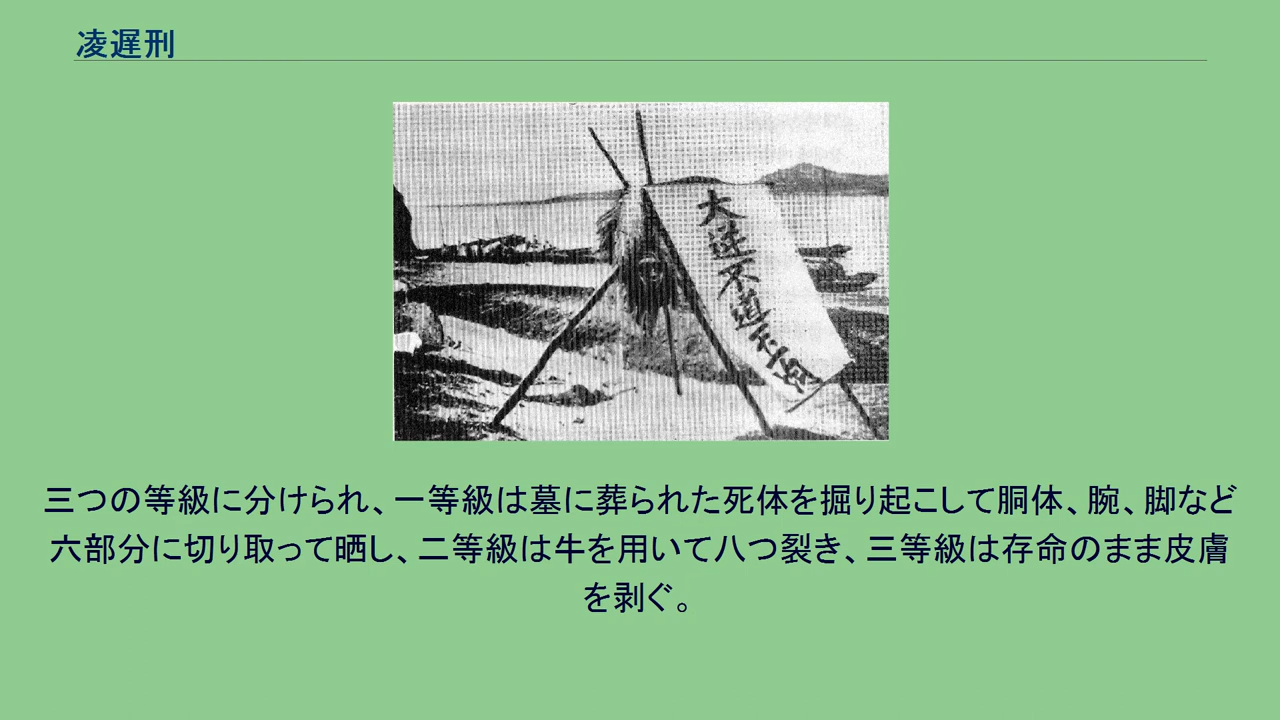 凌遅刑
大逆不道玉均
三つの等級に分けられ、一等級は墓に葬られた死体を掘り起こして胴体、腕、脚など
六部分に切り取って晒し、二等級は牛を用いて八つ裂き、三等級は存命のまま皮膚
を剥ぐ。